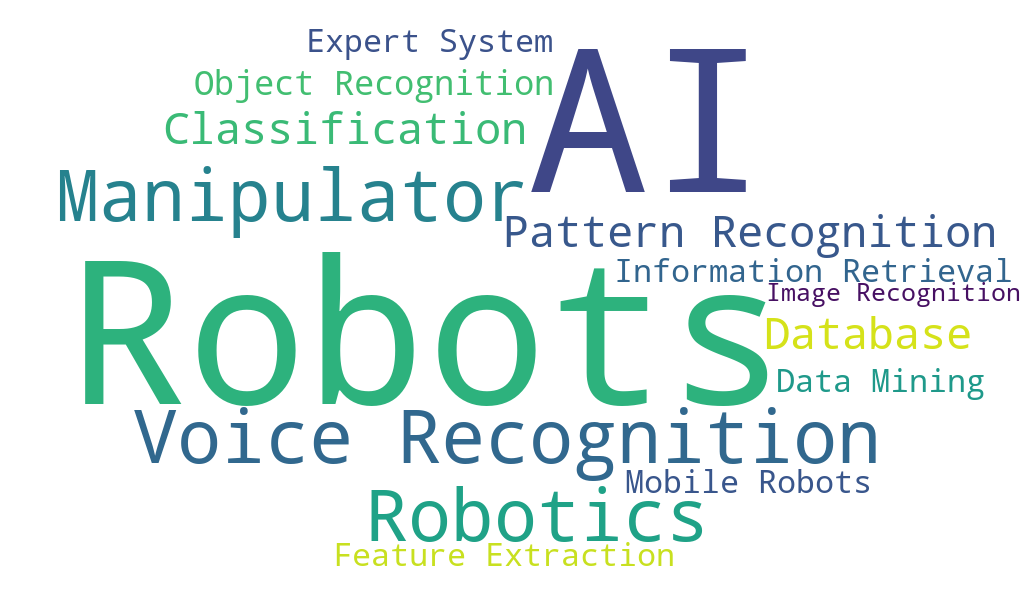 Expert System
AI
Object Recognition
Classification
Manipulator
Pattern Recognition
Information Retrieval
Image Recognition
Robots
Database
Data Mining
Voice Recognition
Mobile Robots
Robotics
Feature Extraction